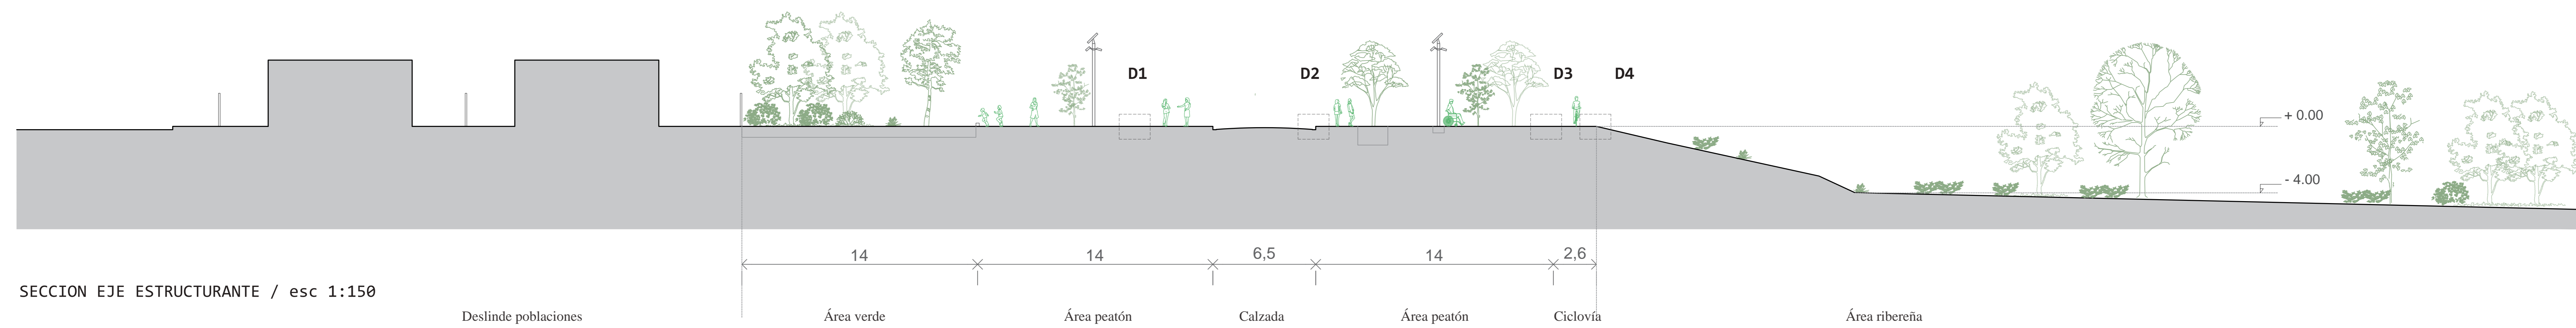 D1 D2 D3 D4
+ 0.00
- 4.00
14 14 6,5 14 2,6
SECCION EJE ESTRUCTURANTE / esc 1:150
Deslinde poblaciones Área verde Área peatón Calzada Área peatón Ciclovía Área ribereña